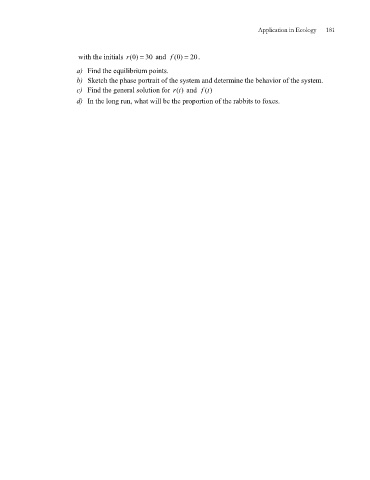 Application in Ecology 181
with the initials r(0) = 30 and f(0) = 20.
a) Find the equilibrium points.
b) Sketch the phase portrait of the system and determine the behavior of the system.
c) Find the general solution for r(t) and f(t)
d) In the long run, what will be the proportion of the rabbits to foxes.